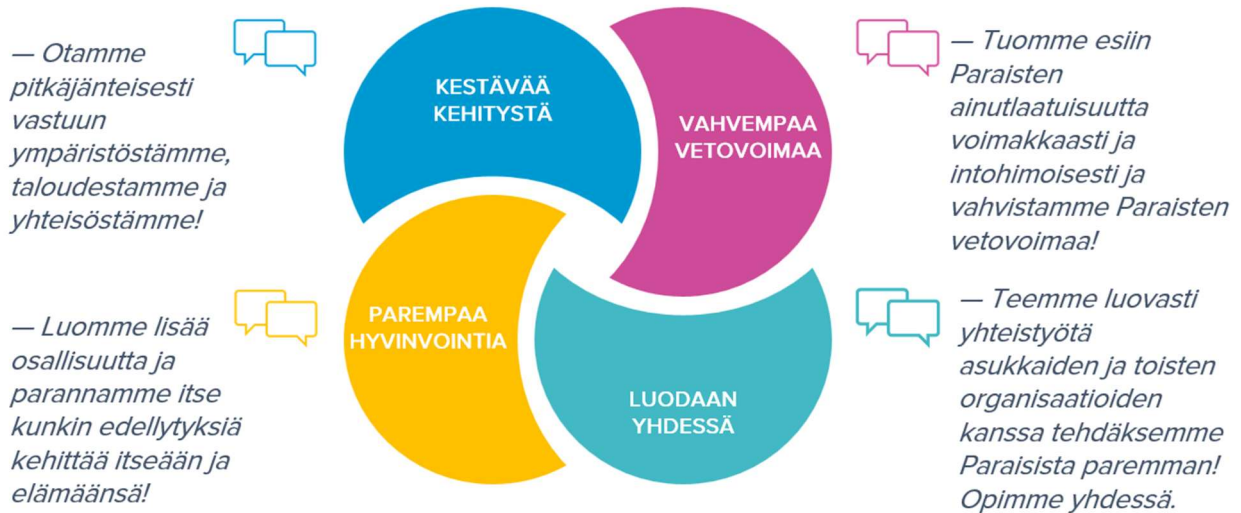 — Otamme
pitkäjänteisesti
vastuun
ympäristöstämme,
taloudestamme ja
yhteisöstämme!
KESTÄVÄÄ
KEHITYSTÄ
VAHVEMPAA
VETOVOIMAA
— Tuomme esiin
Paraisten
ainutlaatuisuutta
voimakkaasti ja
intohimoisesti ja
vahvistamme Paraisten
vetovoimaa!
— Luomme lisää
osallisuutta ja
parannamme itse
kunkin edellytyksiä
kehittää itseään ja
elämäänsä!
PAREMPAA
HYVINVOINTIA
LUODAAN
YHDESSÄ
— Teemme luovasti
yhteistyötä
asukkaiden ja toisten
organisaatioiden
kanssa tehdäksemme
Paraisista paremman!
Opimme yhdessä.